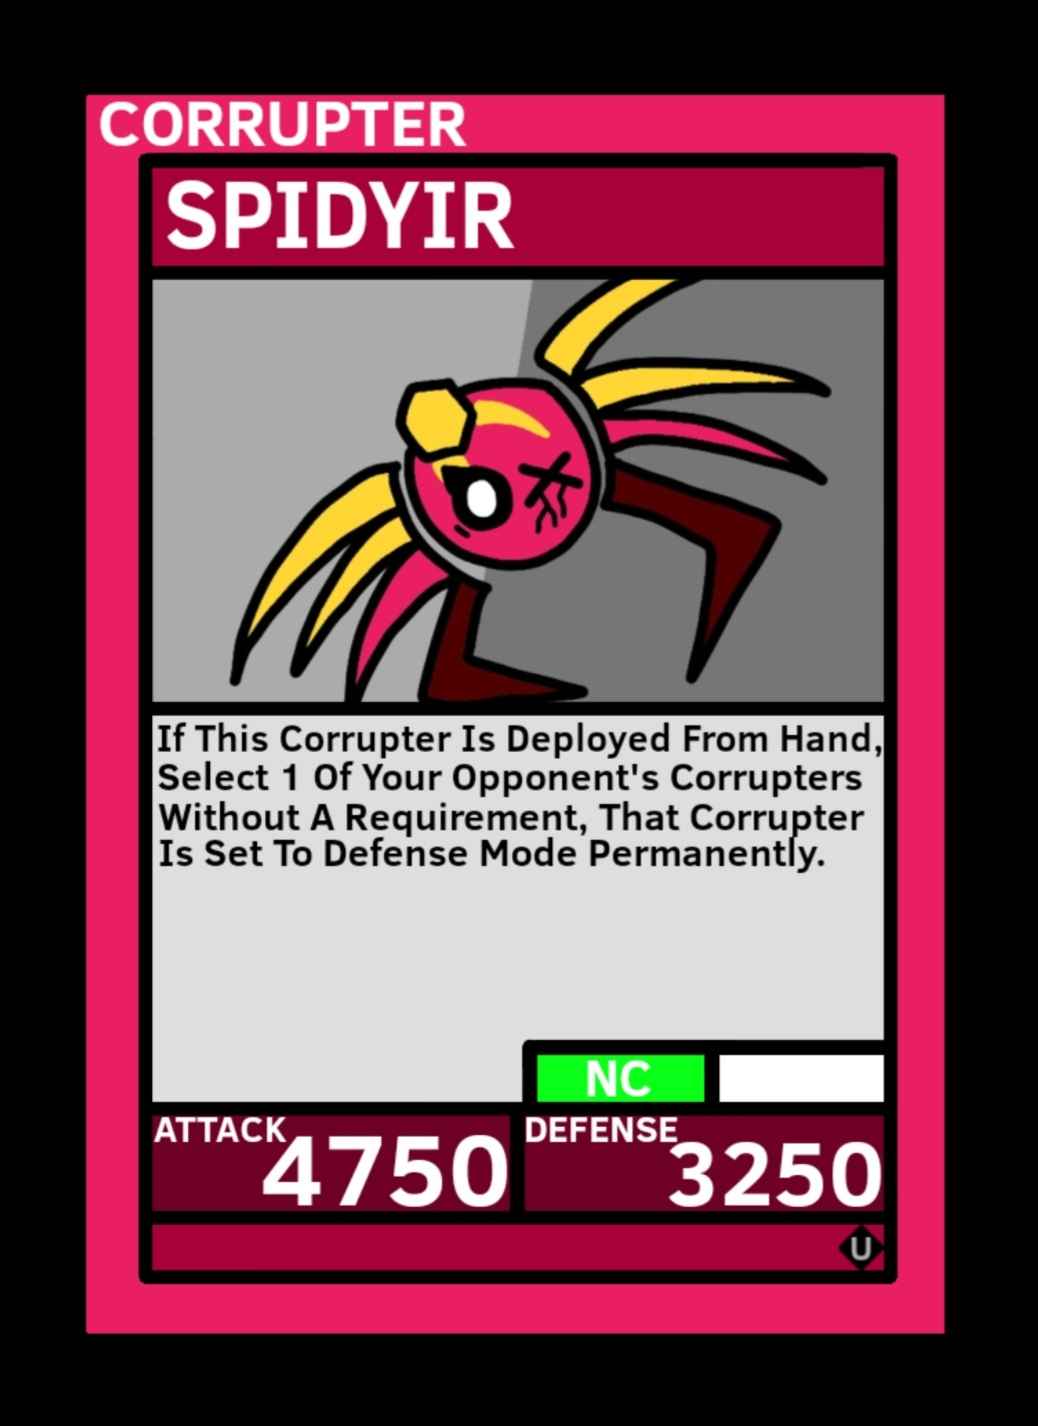 CORRUPTER
SPIDYIR
If This Corrupter Is Deployed From Hand,
Select 1 Of Your Opponent's Corrupters
Without A Requirement, That Corrupter
Is Set To Defense Mode Permanently.
NC
ATTACK
4750
DEFENSE
3250
U